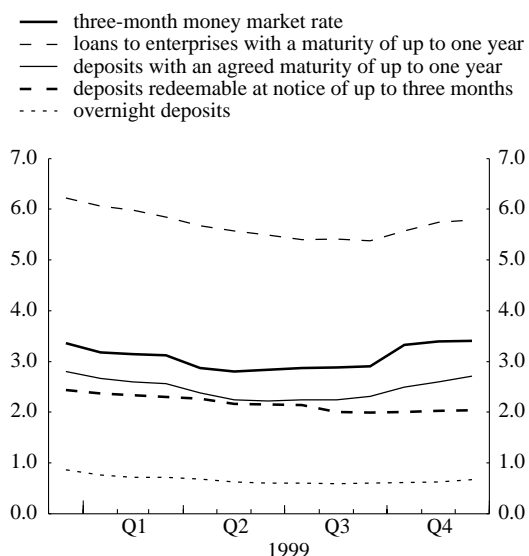 three-month money market rate
loans to enterprises with a maturity of up to one year
deposits with an agreed maturity of up to one year
deposits redeemable at notice of up to three months
overnight deposits
7.0 7.0
6.0 6.0
5.0 5.0
4.0 4.0
3.0 3.0
2.0 2.0
1.0 1.0
0.0 0.0
Q1 Q2 Q3 Q4
1999